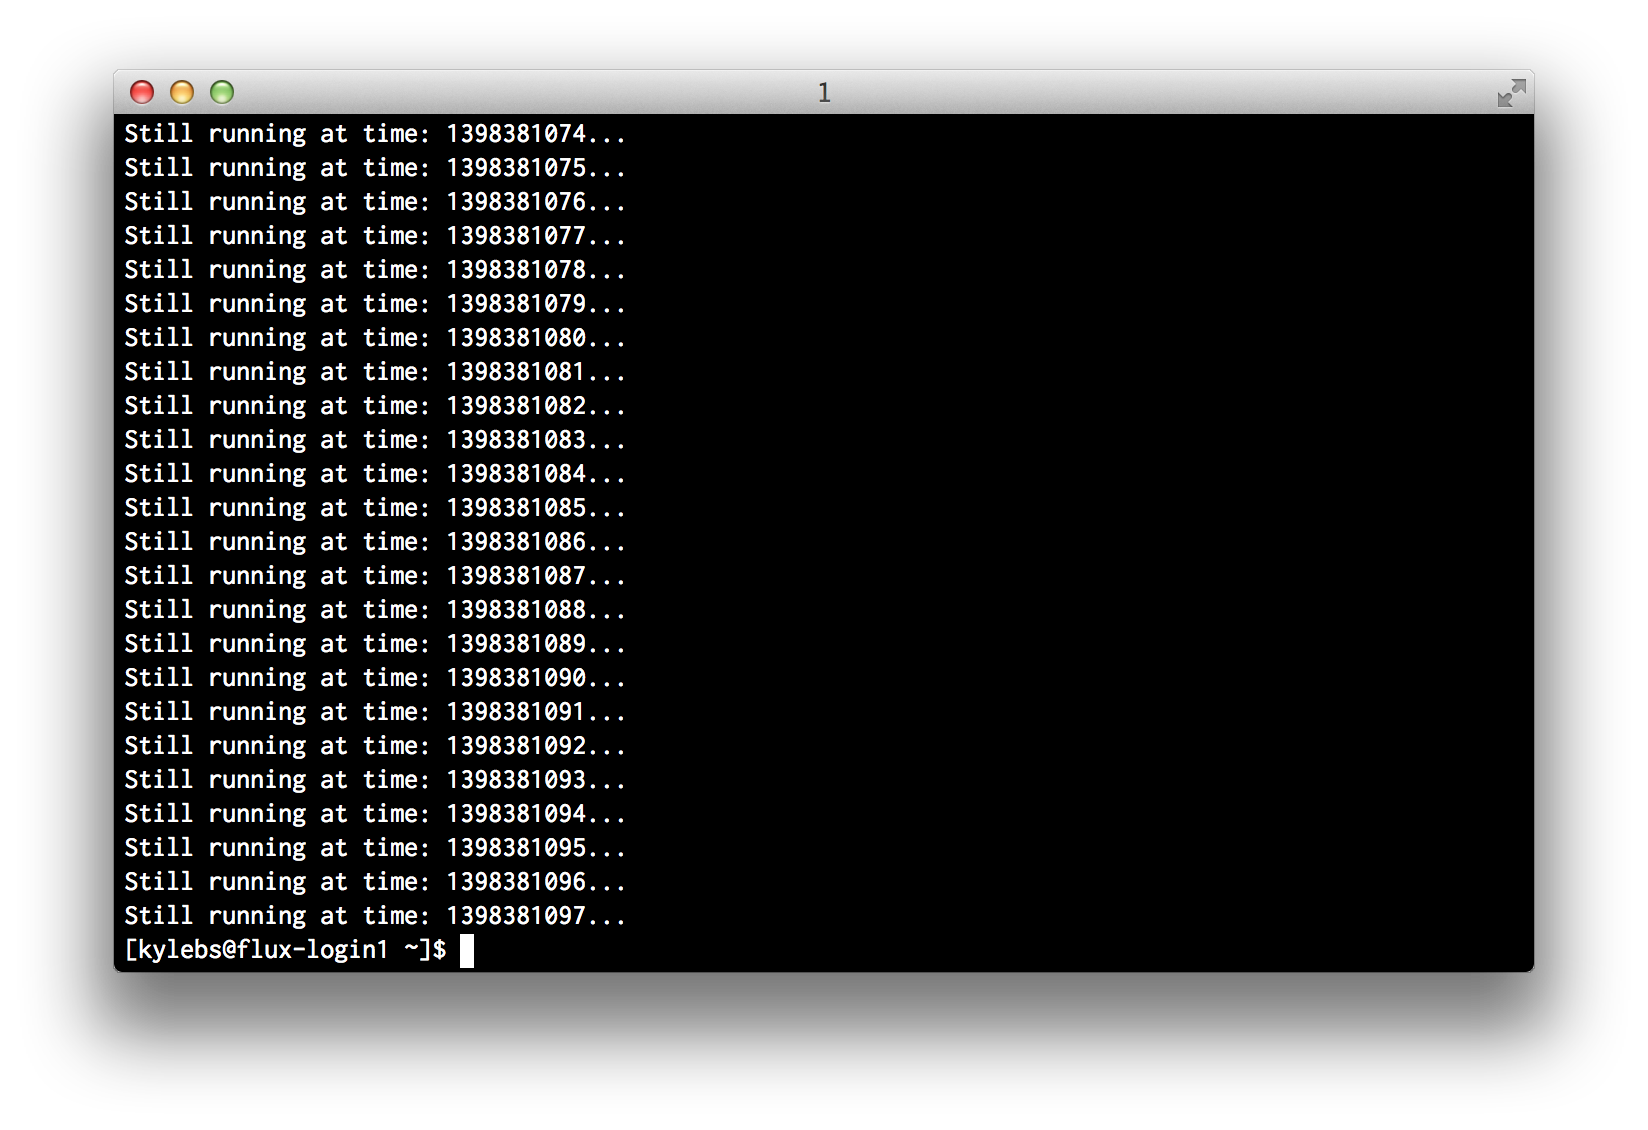 1
Still running at time: 1398381074...
Still running at time: 1398381075...
Still running at time: 1398381076...
Still running at time: 1398381077...
Still running at time: 1398381078...
Still running at time: 1398381079...
Still running at time: 1398381080...
Still running at time: 1398381081...
Still running at time: 1398381082...
Still running at time: 1398381083...
Still running at time: 1398381084...
Still running at time: 1398381085...
Still running at time: 1398381086...
Still running at time: 1398381087...
Still running at time: 1398381088...
Still running at time: 1398381089...
Still running at time: 1398381090...
Still running at time: 1398381091...
Still running at time: 1398381092...
Still running at time: 1398381093...
Still running at time: 1398381094...
Still running at time: 1398381095...
Still running at time: 1398381096...
Still running at time: 1398381097...
[kylebs@flux-login1 ~]$